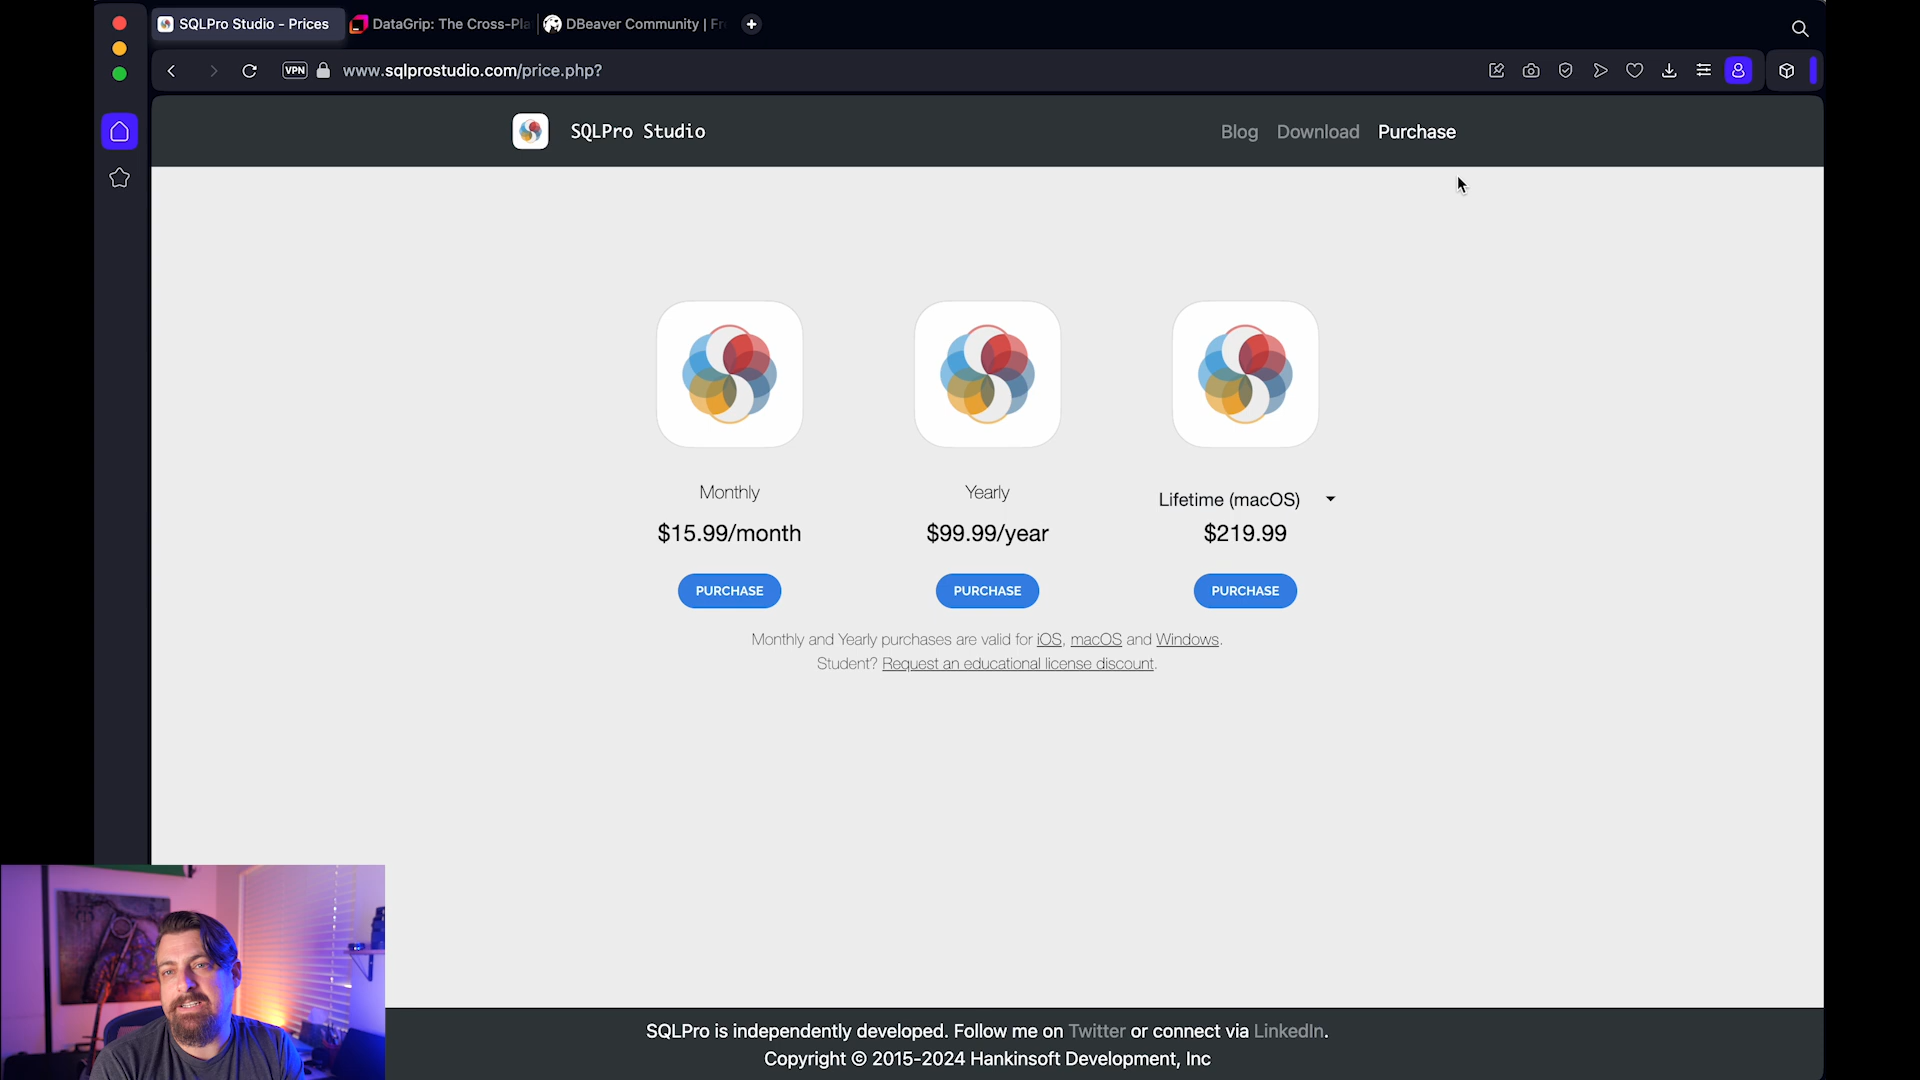 SQLPro Studio - Prices
DataGrip: The Cross-Pla
DBeaver Community | Fr
VPN
www.sqlprostudio.com/price.php?
SQLPro Studio
Blog
Download
Purchase
Monthly
$15.99/month
PURCHASE
Yearly
$99.99/year
PURCHASE
Lifetime (macOS)
$219.99
PURCHASE
Monthly and Yearly purchases are valid for iOS, macOS and Windows.
Student? Request an educational license discount.
SQLPro is independently developed. Follow me on Twitter or connect via LinkedIn.
Copyright © 2015-2024 Hankinsoft Development, Inc